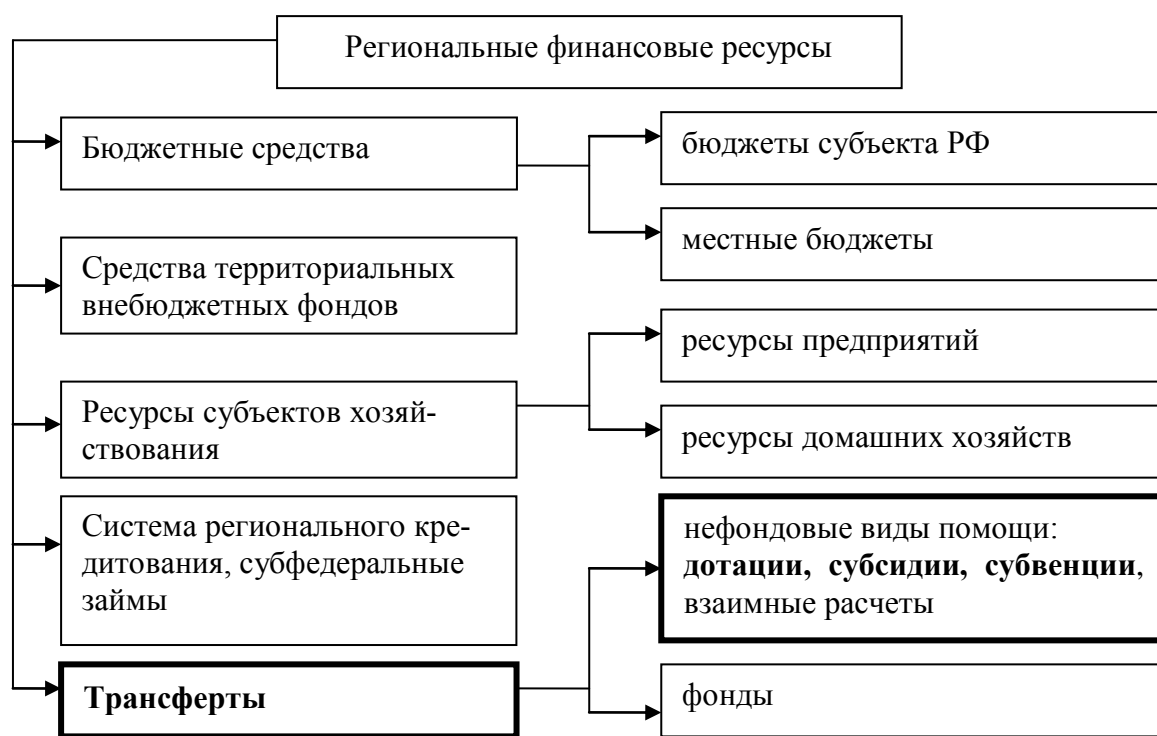 Региональные финансовые ресурсы
Бюджетные средства
бюджеты субъекта РФ
местные бюджеты
Средства территориальных
внебюджетных фондов
ресурсы предприятий
Ресурсы субъектов хозяй-
ствования
ресурсы домашних хозяйств
Система регионального кре-
дитования, субфедеральные
займы
нефондовые виды помощи:
дотации, субсидии, субвенции,
взаимные расчеты
Трансферты
фонды